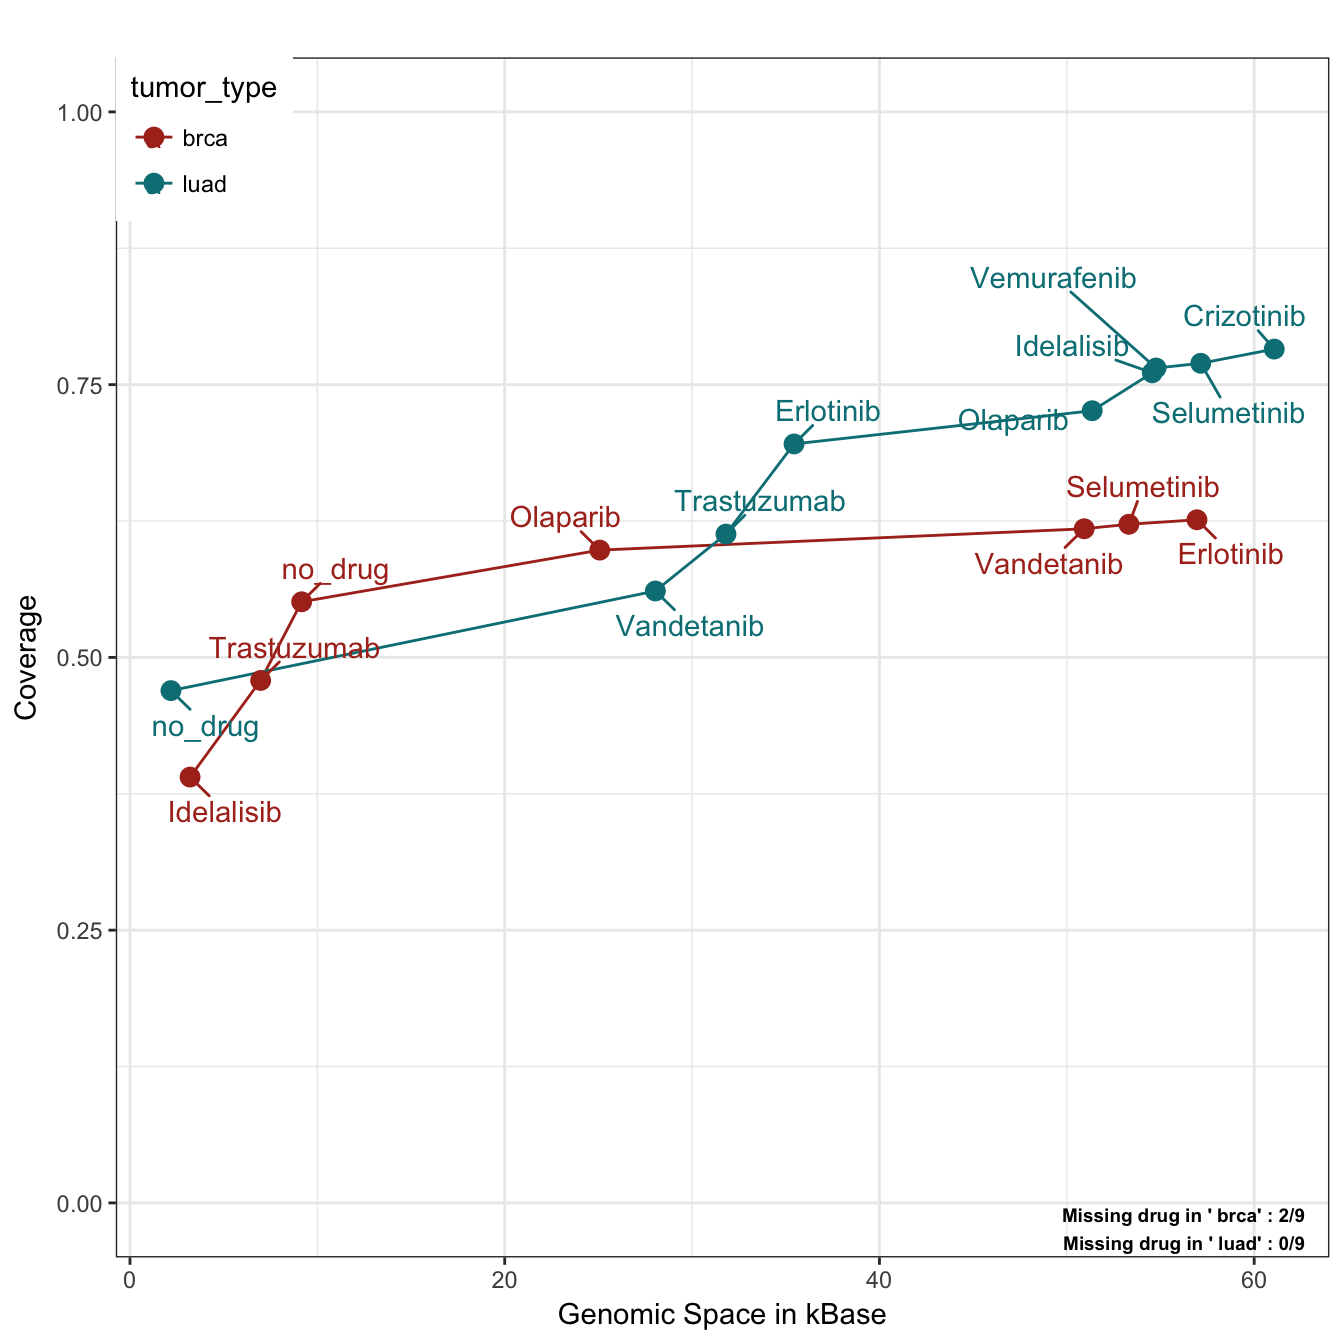 tumor_type
brca
luad
1.00
0.75
0.50
0.25
0.00
Coverage
Vemurafenib
Crizotinib
Idelalisib
Erlotinib
Olaparib
Selumetinib
Selumetinib
Trastuzumab
Olaparib
Vandetanib
Erlotinib
no_drug
Vandetanib
Trastuzumab
no_drug
Idelalisib
Missing drug in ' brca' : 2/9
Missing drug in ' luad' : 0/9
0
20
40
60
Genomic Space in kBase